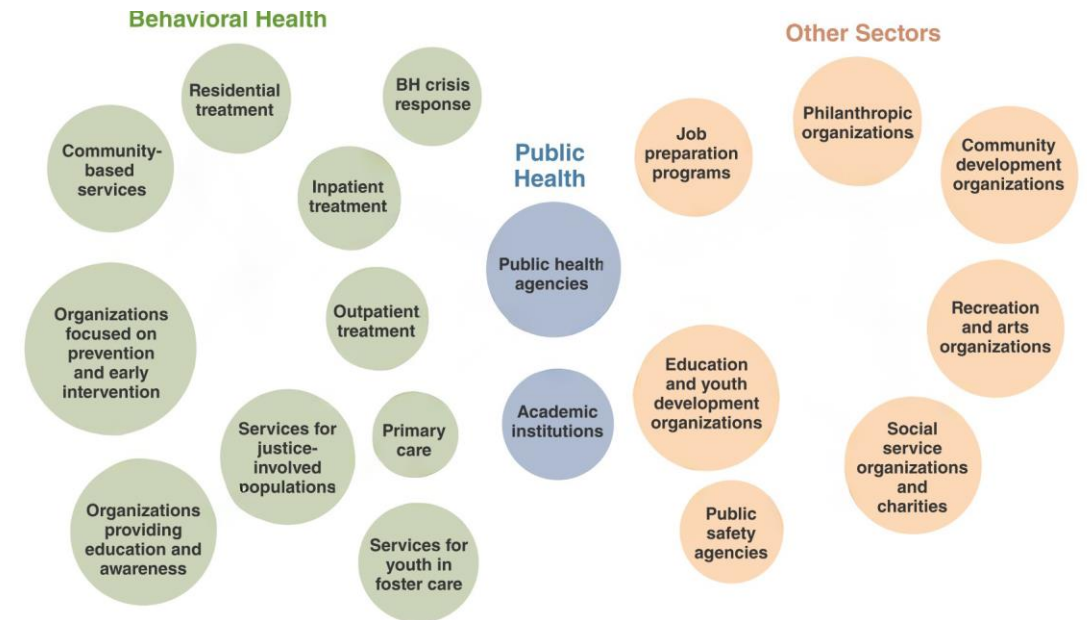 Behavioral Health
Residential
treatment
BH crisis
response
Community-
based
services
Inpatient
treatment
Organizations
focused on
prevention
and early
intervention
Outpatient
treatment
Services for
justice-
involved
populations
Primary
care
Organizations
providing
education and
awareness
Services for
youth in
foster care
Public
Health
Public health
agencies
Academic
institutions
Other Sectors
Job
preparation
programs
Philanthropic
organizations
Community
development
organizations
Recreation
and arts
organizations
Education
and youth
development
organizations
Social
service
organizations
and
charities
Public
safety
agencies